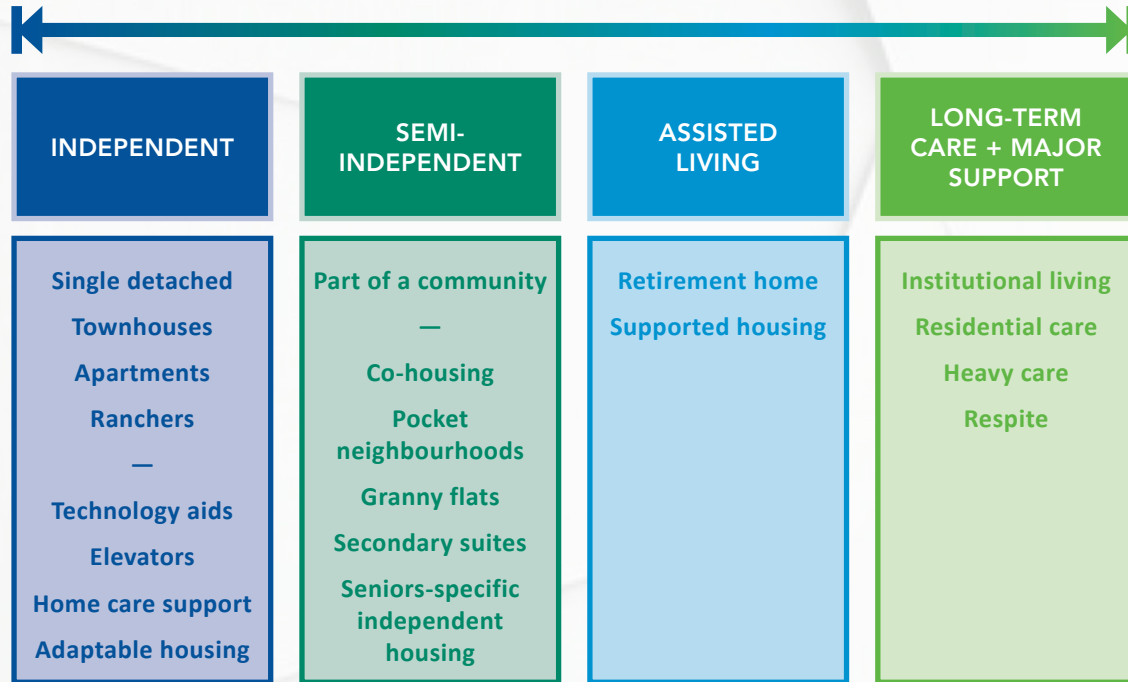 INDEPENDENT
SEMI-
INDEPENDENT
ASSISTED
LIVING
LONG-TERM
CARE + MAJOR
SUPPORT
Single detached
Townhouses
Apartments
Ranchers
—
Technology aids
Elevators
Home care support
Adaptable housing
Part of a community
—
Co-housing
Pocket
neighbourhoods
Granny flats
Secondary suites
Seniors-specific
independent
housing
Retirement home
Supported housing
Institutional living
Residential care
Heavy care
Respite